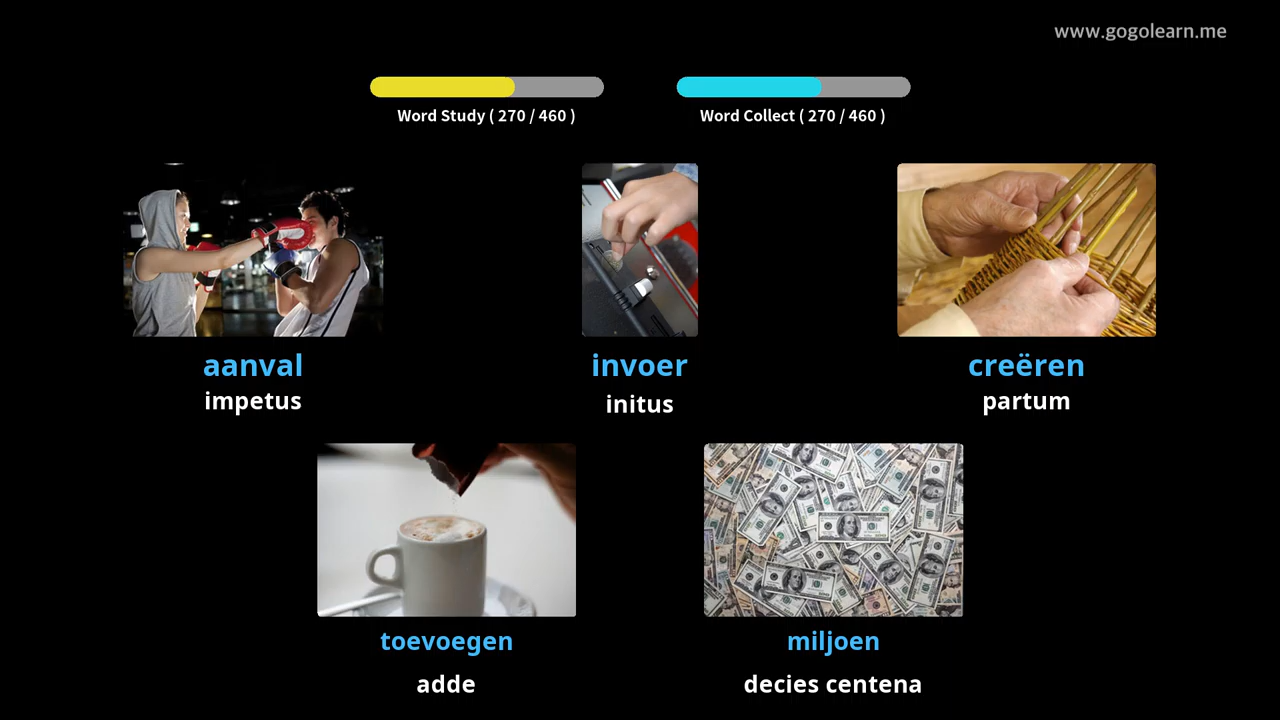 www.gogolearn.me
Word Study ( 270 / 460 )
Word Collect ( 270 / 460 )
aanval
impetus
invoer
initus
creëren
partum
toevoegen
adde
miljoen
decies centena